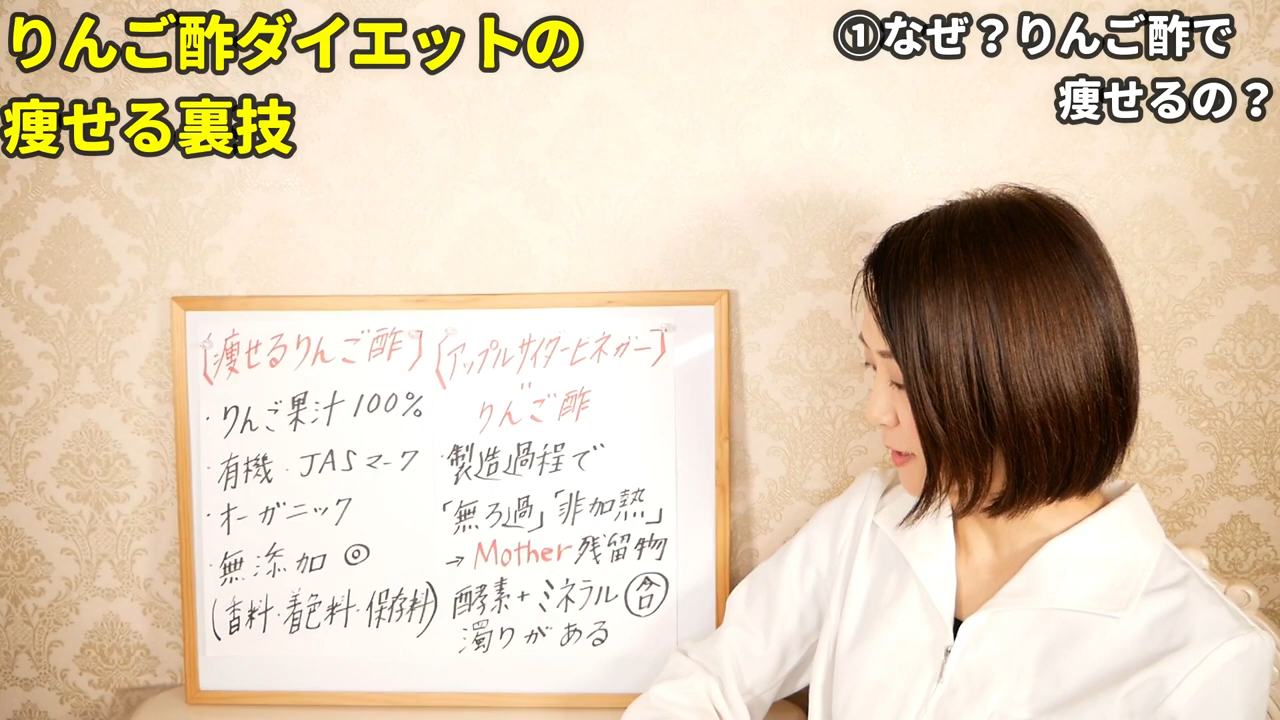 りんご酢ダイエットの
痩せる裏技
①なぜ？りんご酢で
痩せるの？
〔痩せるりんご酢〕
・りんご果汁100%
・有機・JASマーク
・オーガニック
・無添加◎
(香料・着色料・保存料)
〔アップルサイダービネガー〕
りんご酢
・製造過程で
「無ろ過」「非加熱」
→Mother残留物
酵素+ミネラル㊒
濁りがある